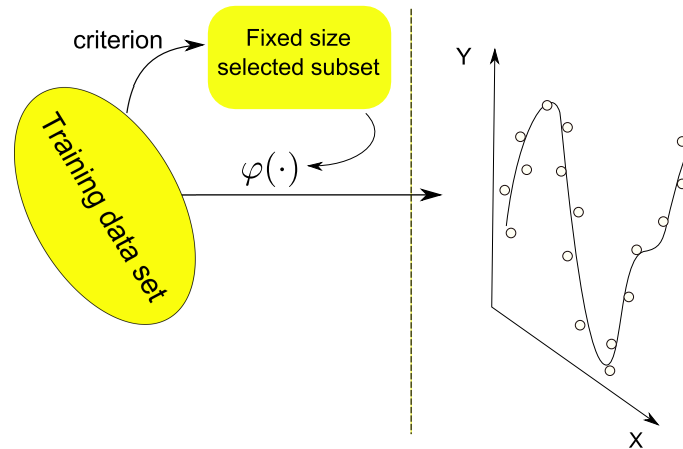 criterion
Fixed size
selected subset
Training data set
φ(·)
Y
X